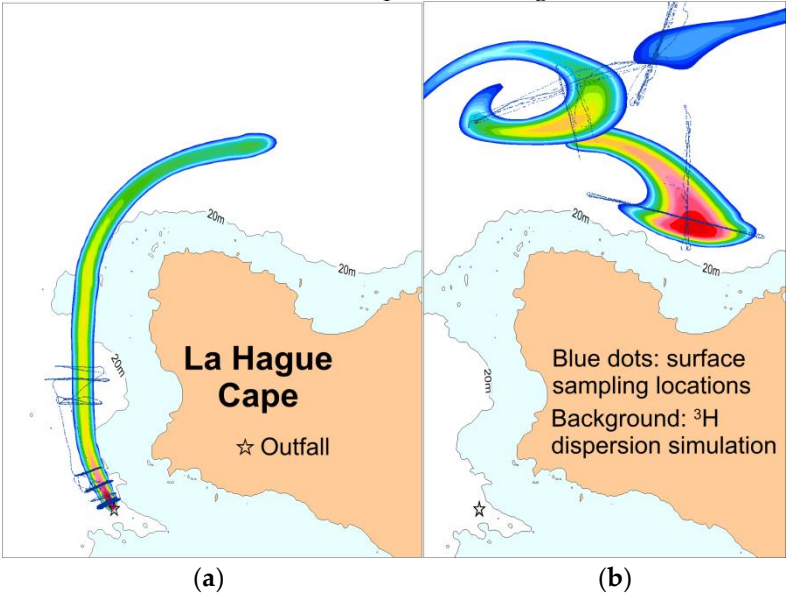 20m
20m
20m
La Hague
Cape
☆ Outfall
(a)
20m
20m
20m
Blue dots: surface
sampling locations
Background: ³H
dispersion simulation
(b)